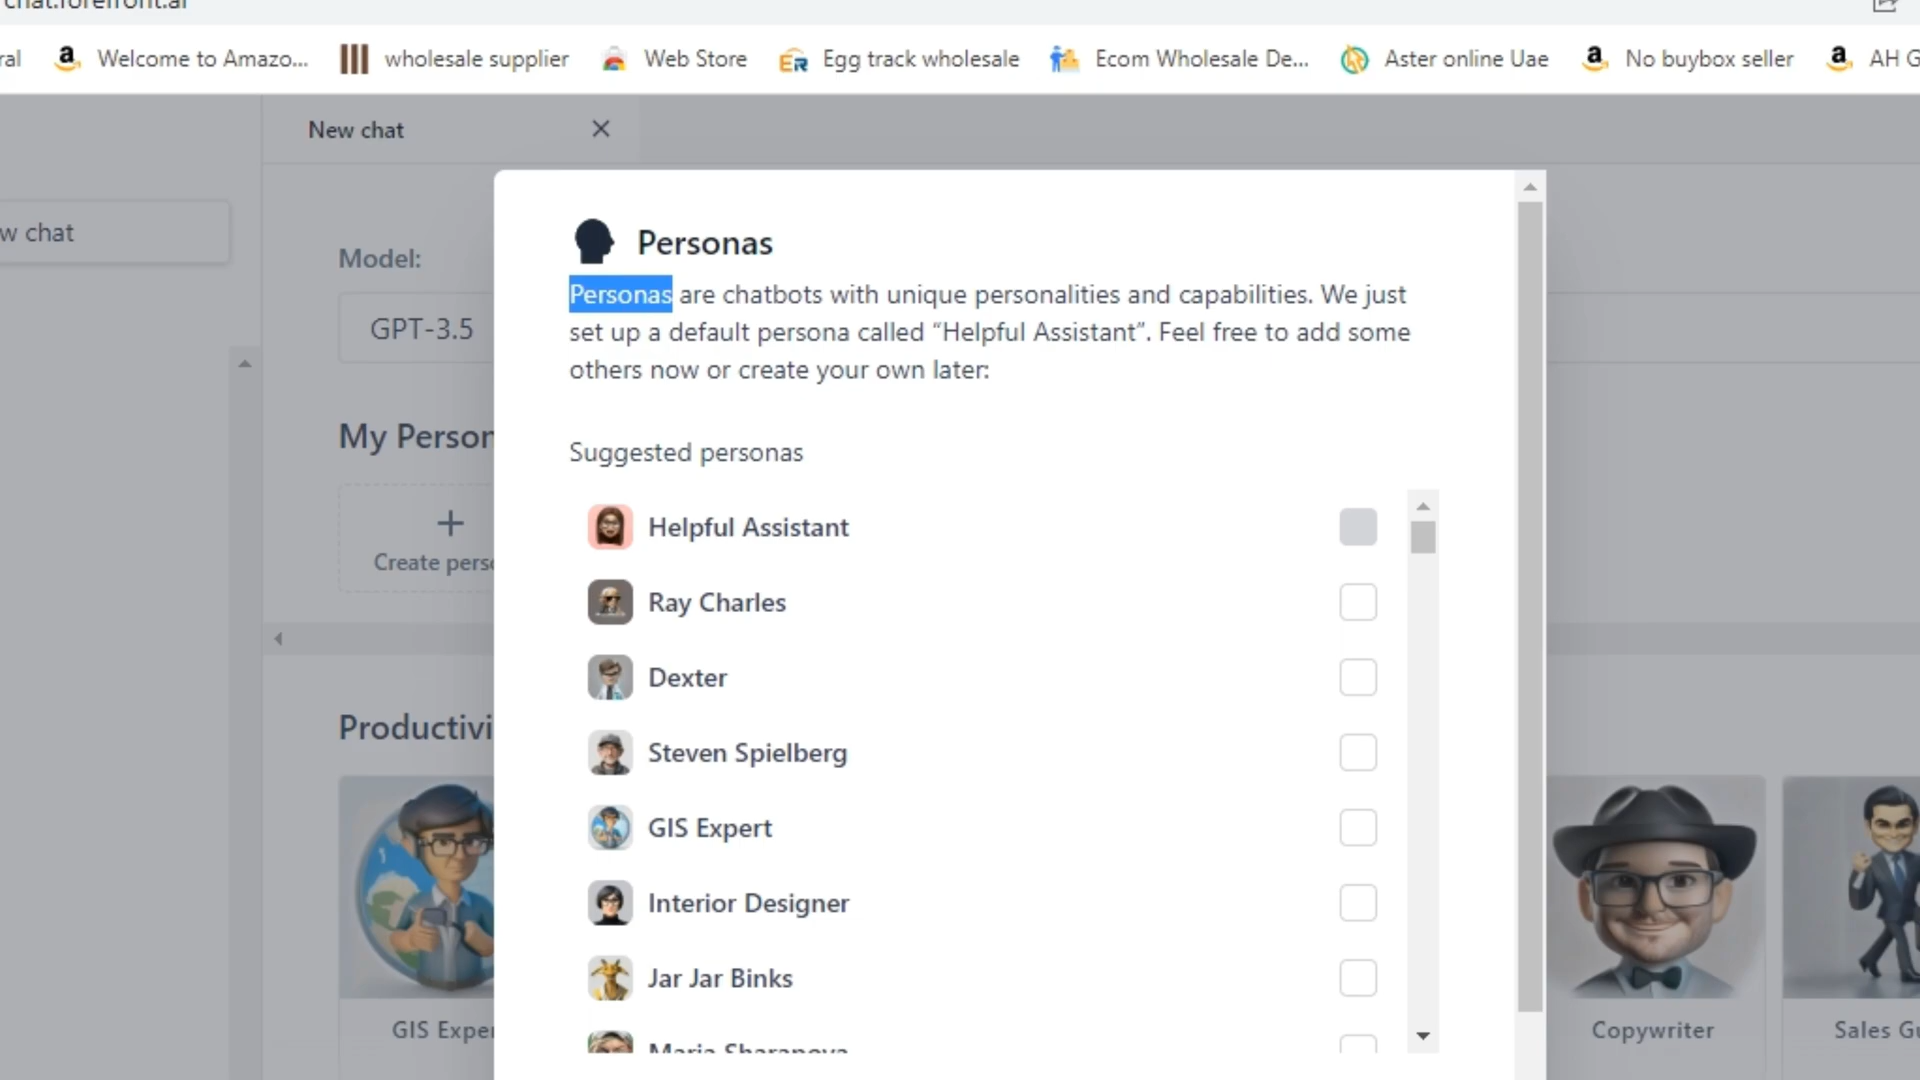 chat.forefront.ai
ral Welcome to Amazo... wholesale supplier Web Store Egg track wholesale Ecom Wholesale De... Aster online Uae No buybox seller AH G
New chat
w chat
Model:
GPT-3.5
My Person
Create perso
Productivi
GIS Exper
Personas
Personas are chatbots with unique personalities and capabilities. We just
set up a default persona called “Helpful Assistant”. Feel free to add some
others now or create your own later:
Suggested personas
Helpful Assistant
Ray Charles
Dexter
Steven Spielberg
GIS Expert
Interior Designer
Jar Jar Binks
Maria Sharapova
Copywriter
Sales Gu